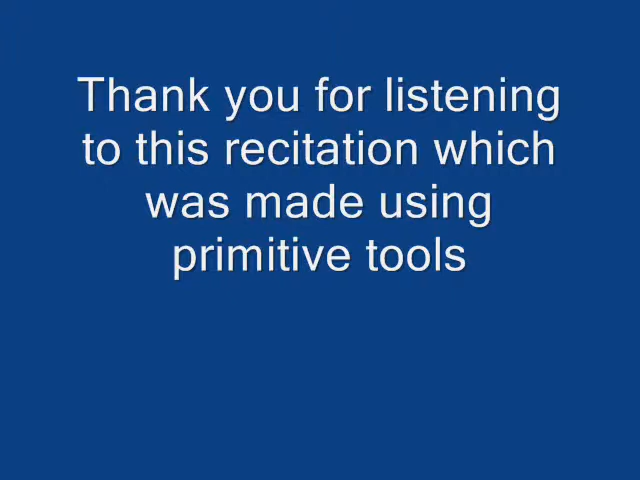 Thank you for listening
to this recitation which
was made using
primitive tools